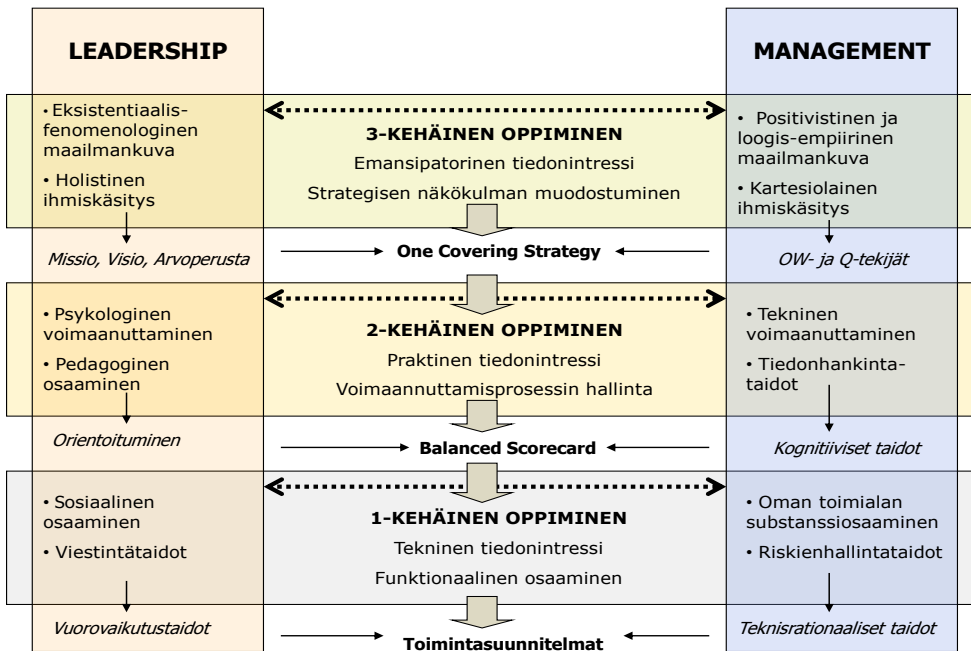 LEADERSHIP
MANAGEMENT
• Eksistentiaalis-
fenomenologinen
maailmankuva
• Holistinen
ihmiskäsitys
3-KEHÄINEN OPPIMINEN
Emansipatorinen tiedonintressi
Strategisen näkökulman muodostuminen
• Positivistinen ja
loogis-empiirinen
maailmankuva
• Kartesiolainen
ihmiskäsitys
Missio, Visio, Arvoperusta
One Covering Strategy
OW- ja Q-tekijät
• Psykologinen
voimaanuttaminen
• Pedagoginen
osaaminen
2-KEHÄINEN OPPIMINEN
Praktinen tiedonintressi
Voimaannuttamisprosessin hallinta
• Tekninen
voimaanuttaminen
• Tiedonhankinta-
taidot
Orientoituminen
Balanced Scorecard
Kognitiiviset taidot
• Sosiaalinen
osaaminen
• Viestintätaidot
1-KEHÄINEN OPPIMINEN
Tekninen tiedonintressi
Funktionaalinen osaaminen
• Oman toimialan
substanssiosaaminen
• Riskienhallintataidot
Vuorovaikutustaidot
Toimintasuunnitelmat
Teknisrationaaliset taidot